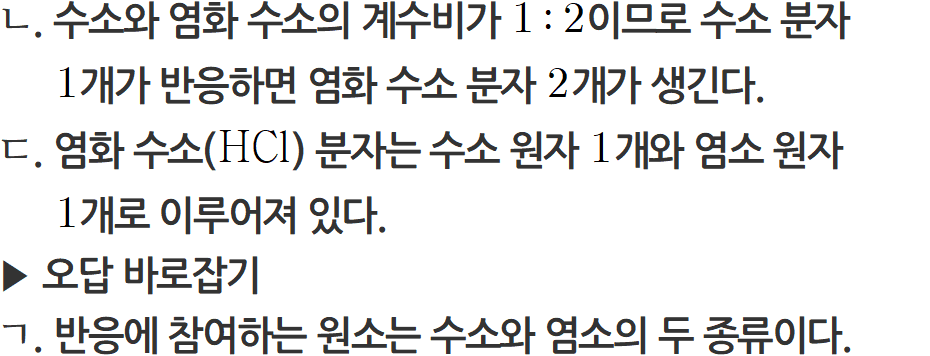 ㄴ. 수소와 염화 수소의 계수비가 1 : 2이므로 수소 분자
1개가 반응하면 염화 수소 분자 2개가 생긴다.
ㄷ. 염화 수소(HCl) 분자는 수소 원자 1개와 염소 원자
1개로 이루어져 있다.
▶ 오답 바로잡기
ㄱ. 반응에 참여하는 원소는 수소와 염소의 두 종류이다.